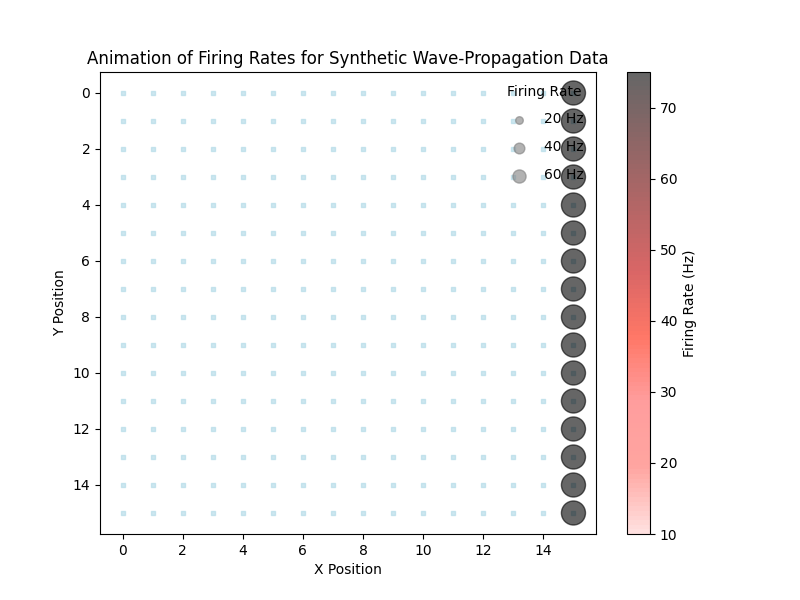 Animation of Firing Rates for Synthetic Wave-Propagation Data
Firing Rate
20 Hz
40 Hz
60 Hz
0
2
4
6
8
10
12
14
Y Position
0 2 4 6 8 10 12 14
X Position
70
60
50
40
30
20
10
Firing Rate (Hz)